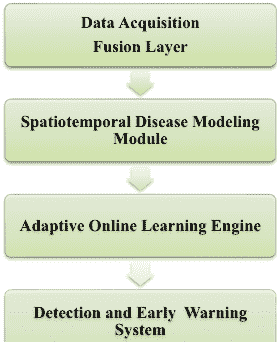 Data Acquisition
Fusion Layer
Spatiotemporal Disease Modeling
Module
Adaptive Online Learning Engine
Detection and Early Warning
System